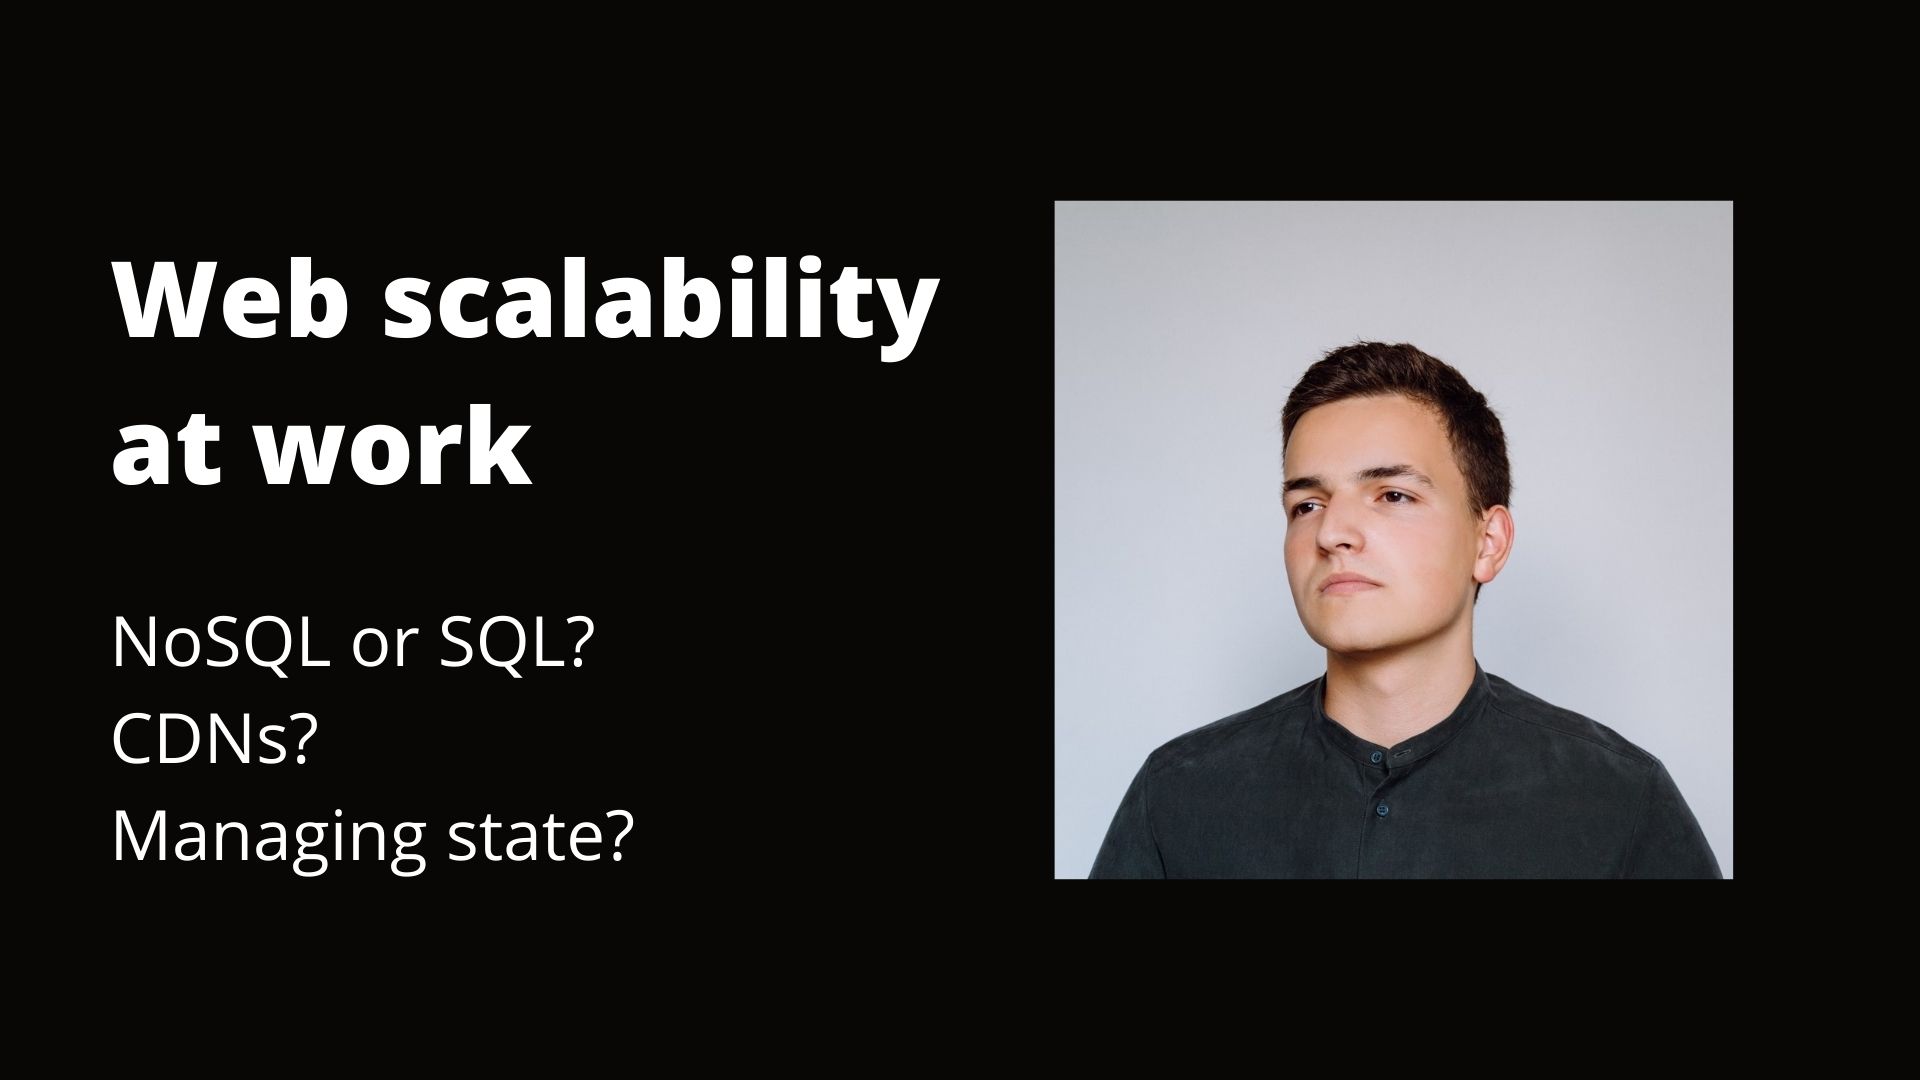 Web scalability
at work
NoSQL or SQL?
CDNs?
Managing state?